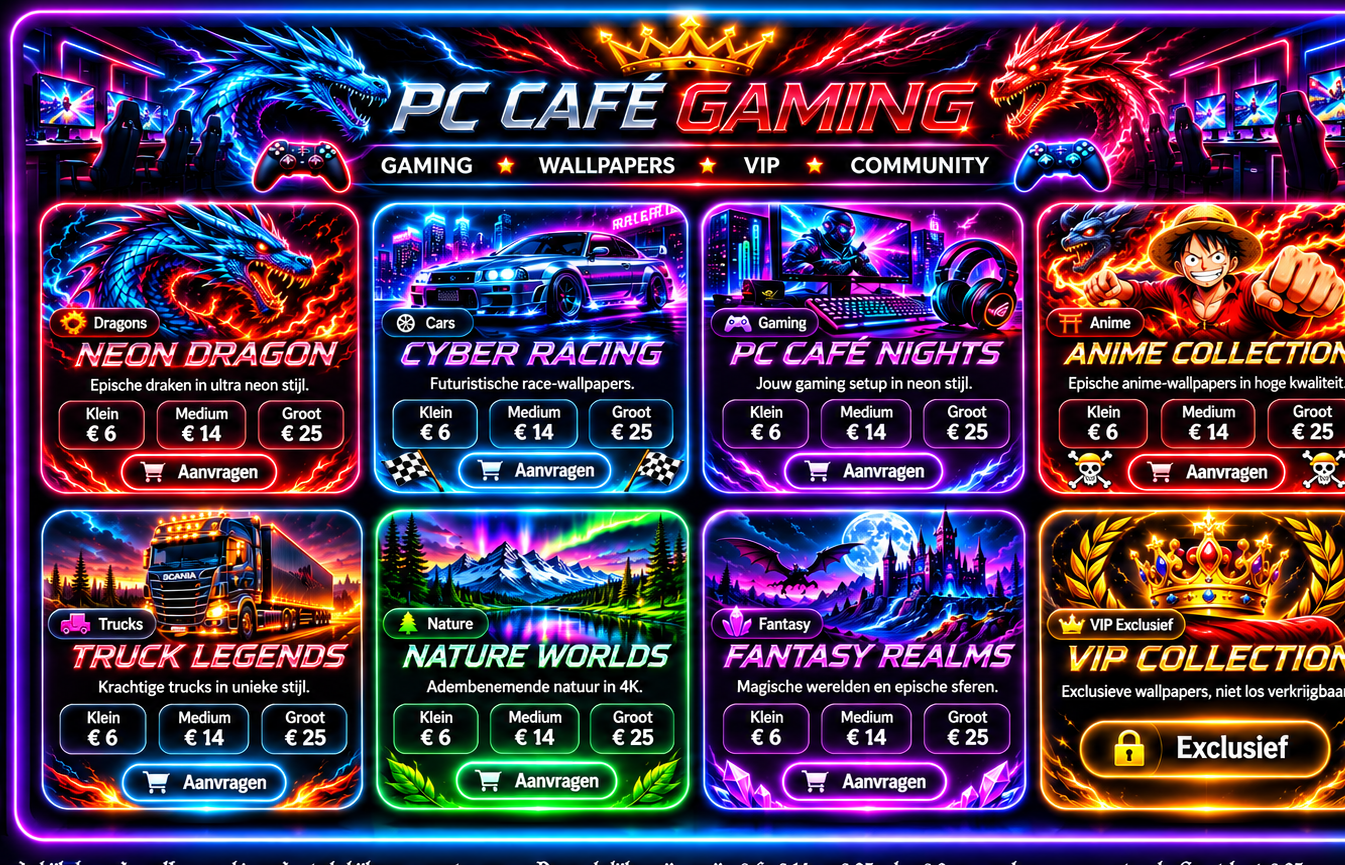 PC CAFÉ GAMING
GAMING ★ WALLPAPERS ★ VIP ★ COMMUNITY
Dragons
NEON DRAGON
Epische draken in ultra neon stijl.
Klein Medium Groot
€ 6 € 14 € 25
Aanvragen
Cars
CYBER RACING
Futuristische race-wallpapers.
Klein Medium Groot
€ 6 € 14 € 25
Aanvragen
Gaming
PC CAFÉ NIGHTS
Jouw gaming setup in neon stijl.
Klein Medium Groot
€ 6 € 14 € 25
Aanvragen
Anime
ANIME COLLECTION
Epische anime-wallpapers in hoge kwaliteit.
Klein Medium Groot
€ 6 € 14 € 25
Aanvragen
SCANIA
Trucks
TRUCK LEGENDS
Krachtige trucks in unieke stijl.
Klein Medium Groot
€ 6 € 14 € 25
Aanvragen
Nature
NATURE WORLDS
Adembenemende natuur in 4K.
Klein Medium Groot
€ 6 € 14 € 25
Aanvragen
Fantasy
FANTASY REALMS
Magische werelden en epische sferen.
Klein Medium Groot
€ 6 € 14 € 25
Aanvragen
VIP Exclusief
VIP COLLECTION
Exclusieve wallpapers, niet los verkrijgbaar
Exclusief